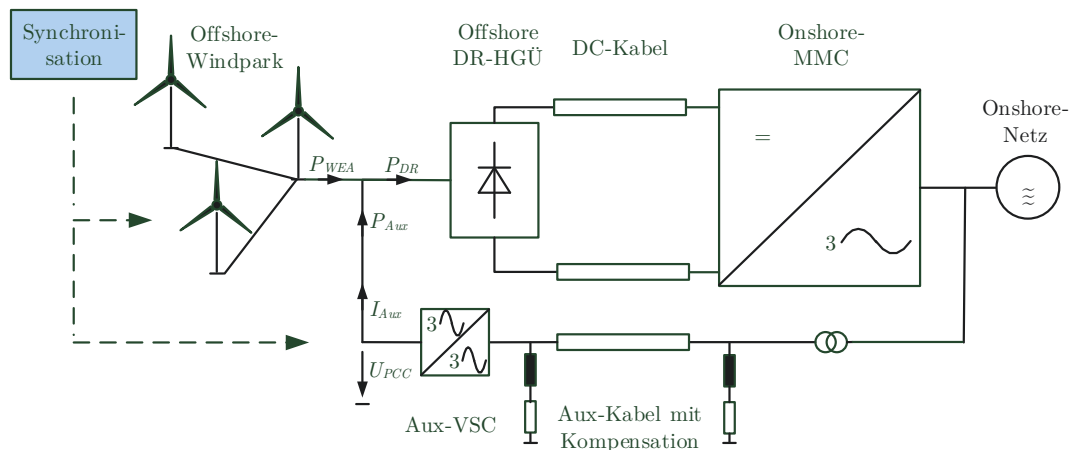 Synchroni-
sation
Offshore-
Windpark
Offshore
DR-HGÜ
DC-Kabel
Onshore-
MMC
Onshore-
Netz
=
P_WEA
P_DR
P_Aux
3
I_Aux
3
3
U_PCC
Aux-VSC
Aux-Kabel mit
Kompensation